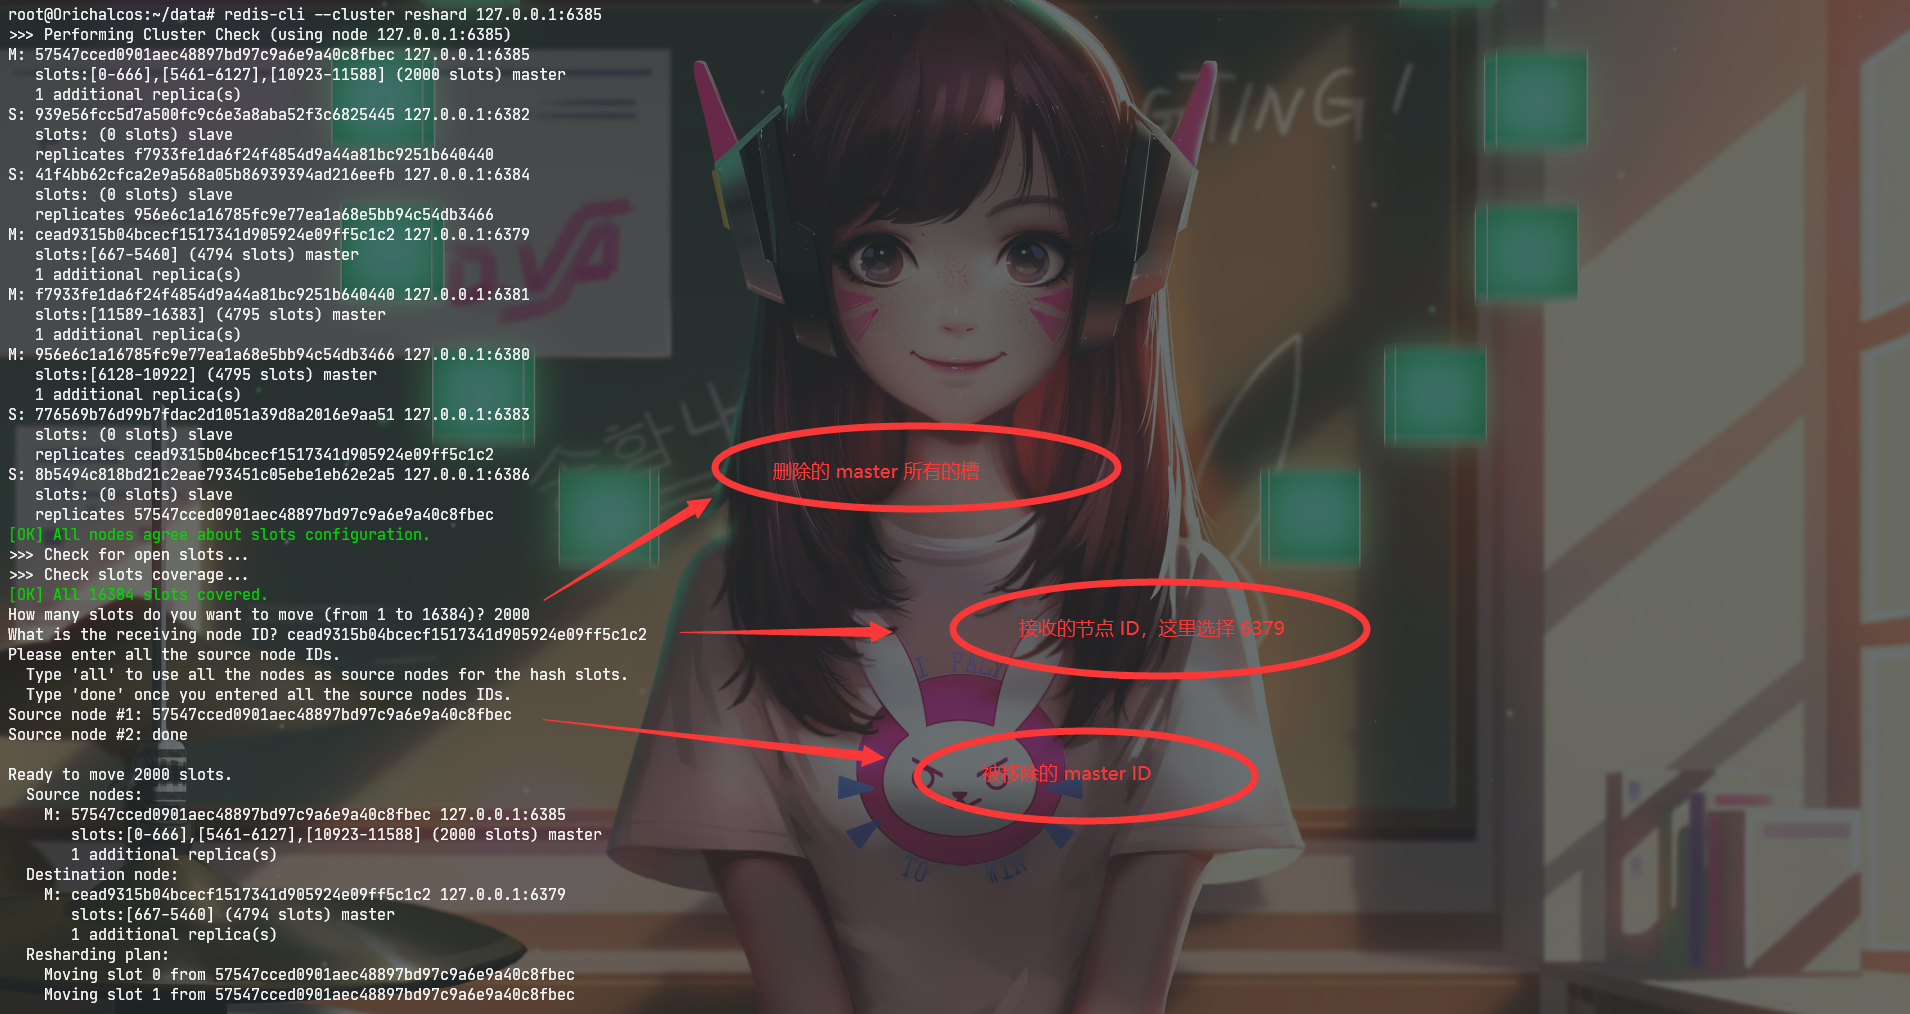 root@Orichalcos:~/data# redis-cli --cluster reshard 127.0.0.1:6385
>>> Performing Cluster Check (using node 127.0.0.1:6385)
M: 57547cced0901aec48897bd97c9a6e9a40c8fbec 127.0.0.1:6385
   slots:[0-666],[5461-6127],[10923-11588] (2000 slots) master
   1 additional replica(s)
S: 939e56fcc5d7a500fc9c6e3a8aba52f3c6825445 127.0.0.1:6382
   slots: (0 slots) slave
   replicates f7933fe1da6f24f4854d9a44a81bc9251b640440
S: 41f4bb62cfca2e9a568a05b86939394ad216eefb 127.0.0.1:6384
   slots: (0 slots) slave
   replicates 956e6c1a16785fc9e77ea1a68e5bb94c54db3466
M: cead9315b04bcecf1517341d905924e09ff5c1c2 127.0.0.1:6379
   slots:[667-5460] (4794 slots) master
   1 additional replica(s)
M: f7933fe1da6f24f4854d9a44a81bc9251b640440 127.0.0.1:6381
   slots:[11589-16383] (4795 slots) master
   1 additional replica(s)
M: 956e6c1a16785fc9e77ea1a68e5bb94c54db3466 127.0.0.1:6380
   slots:[6128-10922] (4795 slots) master
   1 additional replica(s)
S: 776569b76d99b7fdac2d1051a39d8a2016e9aa51 127.0.0.1:6383
   slots: (0 slots) slave
   replicates cead9315b04bcecf1517341d905924e09ff5c1c2
S: 8b5494c818bd21c2eae793451c05ebe1eb62e2a5 127.0.0.1:6386
   slots: (0 slots) slave
   replicates 57547cced0901aec48897bd97c9a6e9a40c8fbec
[OK] All nodes agree about slots configuration.
>>> Check for open slots...
>>> Check slots coverage...
[OK] All 16384 slots covered.
How many slots do you want to move (from 1 to 16384)? 2000
What is the receiving node ID? cead9315b04bcecf1517341d905924e09ff5c1c2
Please enter all the source node IDs.
  Type 'all' to use all the nodes as source nodes for the hash slots.
  Type 'done' once you entered all the source nodes IDs.
Source node #1: 57547cced0901aec48897bd97c9a6e9a40c8fbec
Source node #2: done
Ready to move 2000 slots.
  Source nodes:
    M: 57547cced0901aec48897bd97c9a6e9a40c8fbec 127.0.0.1:6385
       slots:[0-666],[5461-6127],[10923-11588] (2000 slots) master
       1 additional replica(s)
  Destination node:
    M: cead9315b04bcecf1517341d905924e09ff5c1c2 127.0.0.1:6379
       slots:[667-5460] (4794 slots) master
       1 additional replica(s)
  Resharding plan:
    Moving slot 0 from 57547cced0901aec48897bd97c9a6e9a40c8fbec
    Moving slot 1 from 57547cced0901aec48897bd97c9a6e9a40c8fbec
删除的 master 所有的槽
接收的节点 ID，这里选择 6379
被移除的 master ID
D.VA
TO WIN